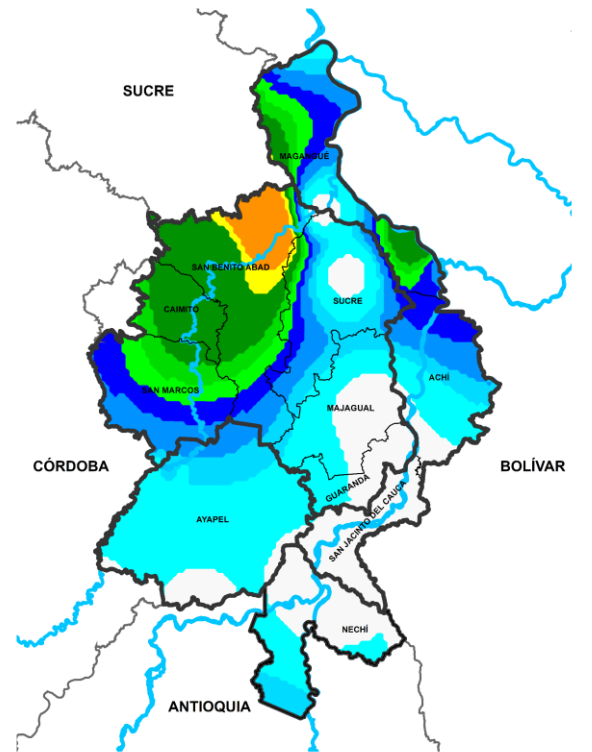 SUCRE
MAGANGUÉ
SAN BENITO ABAD
CAIMITO
SUCRE
ACHÍ
SAN MARCOS
MAJAGUAL
CÓRDOBA
BOLÍVAR
GUARANDA
SAN JACINTO DEL CAUCA
AYAPEL
NECHÍ
ANTIOQUIA